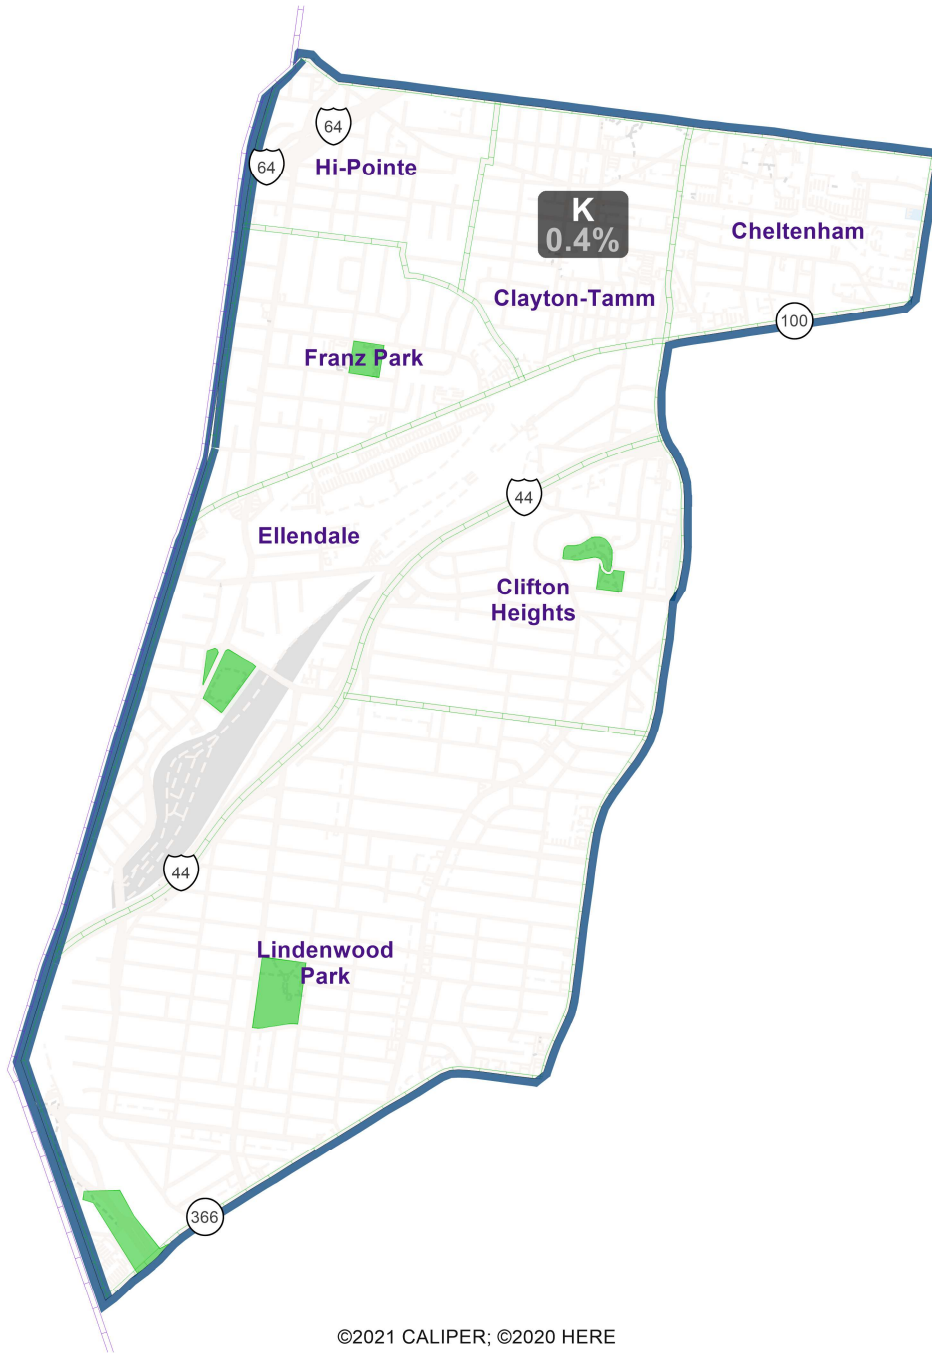 64
64
Hi-Pointe
K
0.4%
Cheltenham
Clayton-Tamm
100
Franz Park
44
Ellendale
Clifton
Heights
44
Lindenwood
Park
366
©2021 CALIPER; ©2020 HERE